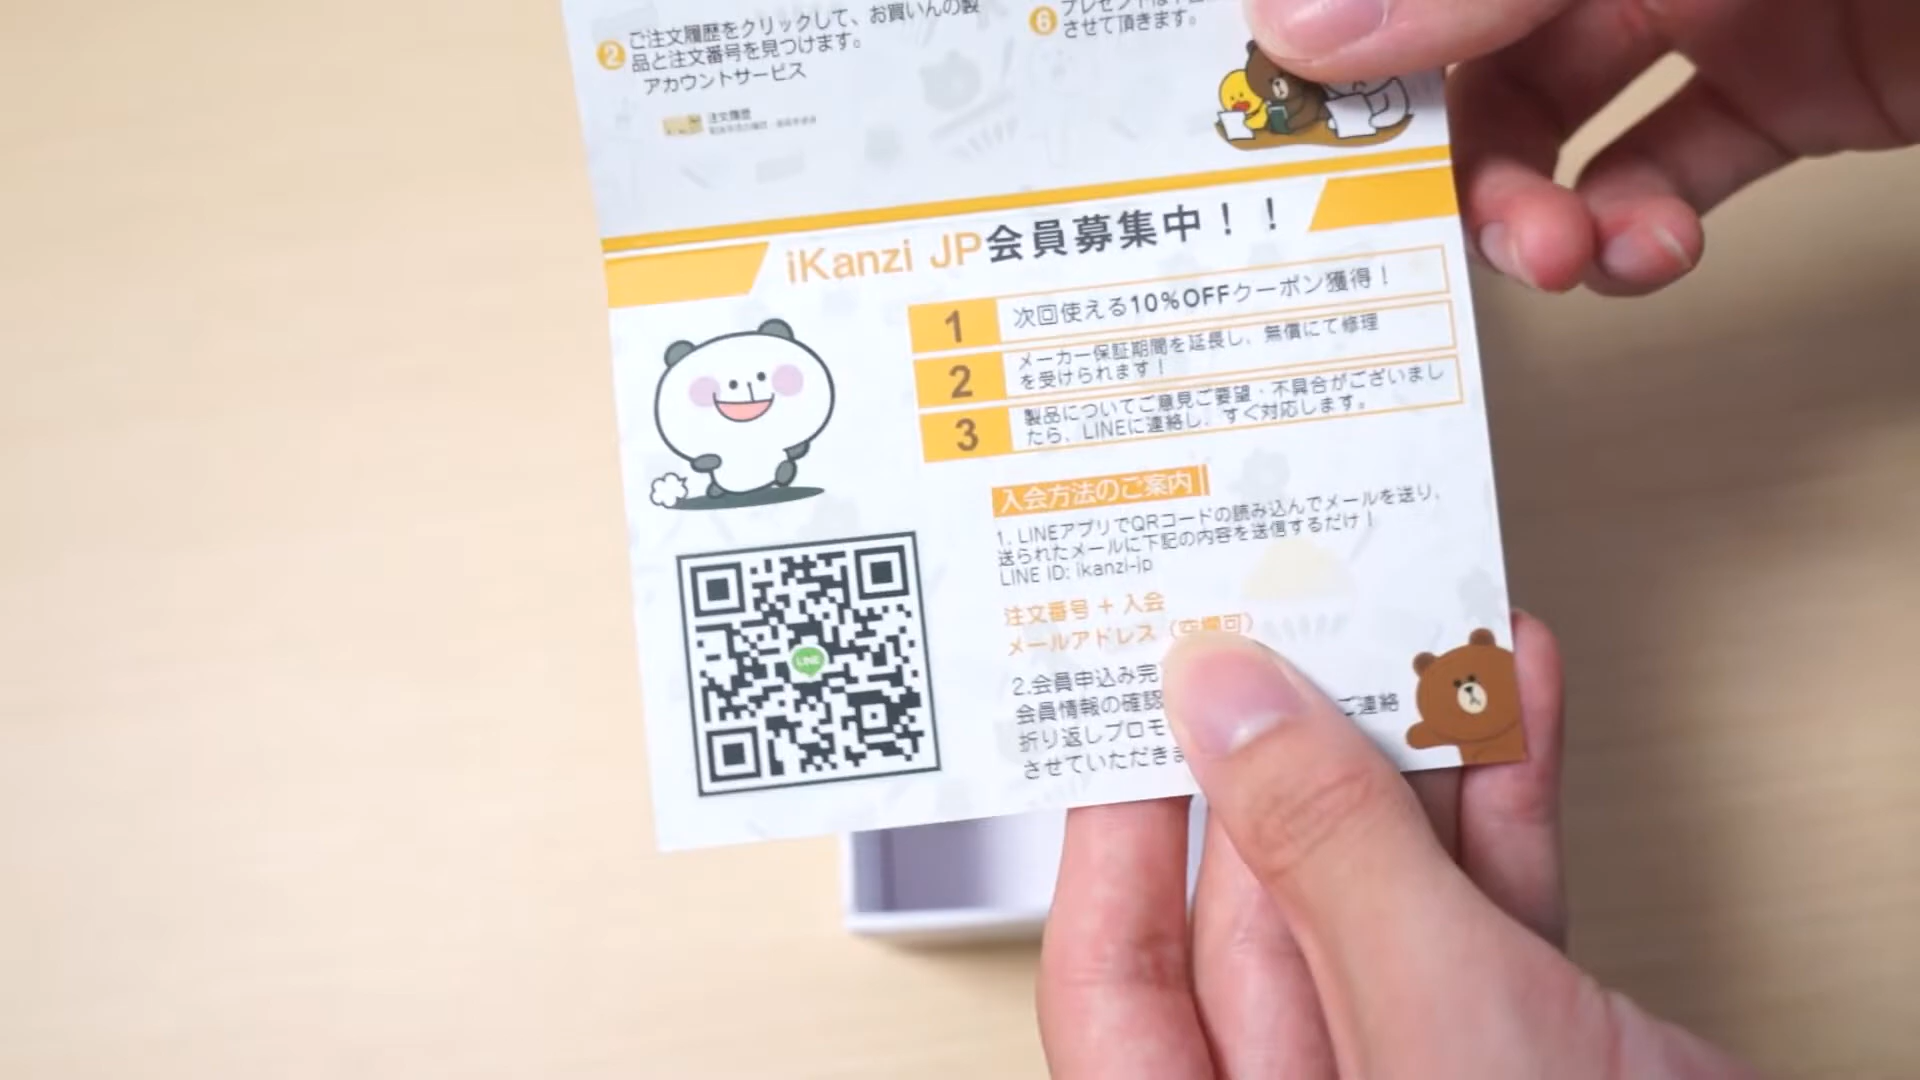 2
ご注文履歴をクリックして、お買いんの製
品と注文番号を見つけます。
アカウントサービス
注文履歴
6
プレゼントは
させて頂きます。
iKanzi JP会員募集中！！
1
次回使える10%OFFクーポン獲得！
2
メーカー保証期間を延長し、無償にて修理
を受けられます！
3
製品についてご意見ご要望・不具合がございまし
たら、LINEに連絡し、すぐ対応します。
入会方法のご案内
1. LINEアプリでQRコードの読み込んでメールを送り、
送られたメールに下記の内容を送信するだけ！
LINE ID: ikanzi-jp
注文番号 + 入会
メールアドレス（空欄可）
LINE
2.会員申込み完
会員情報の確認 ご連絡
折り返しプロモ
させていただきま